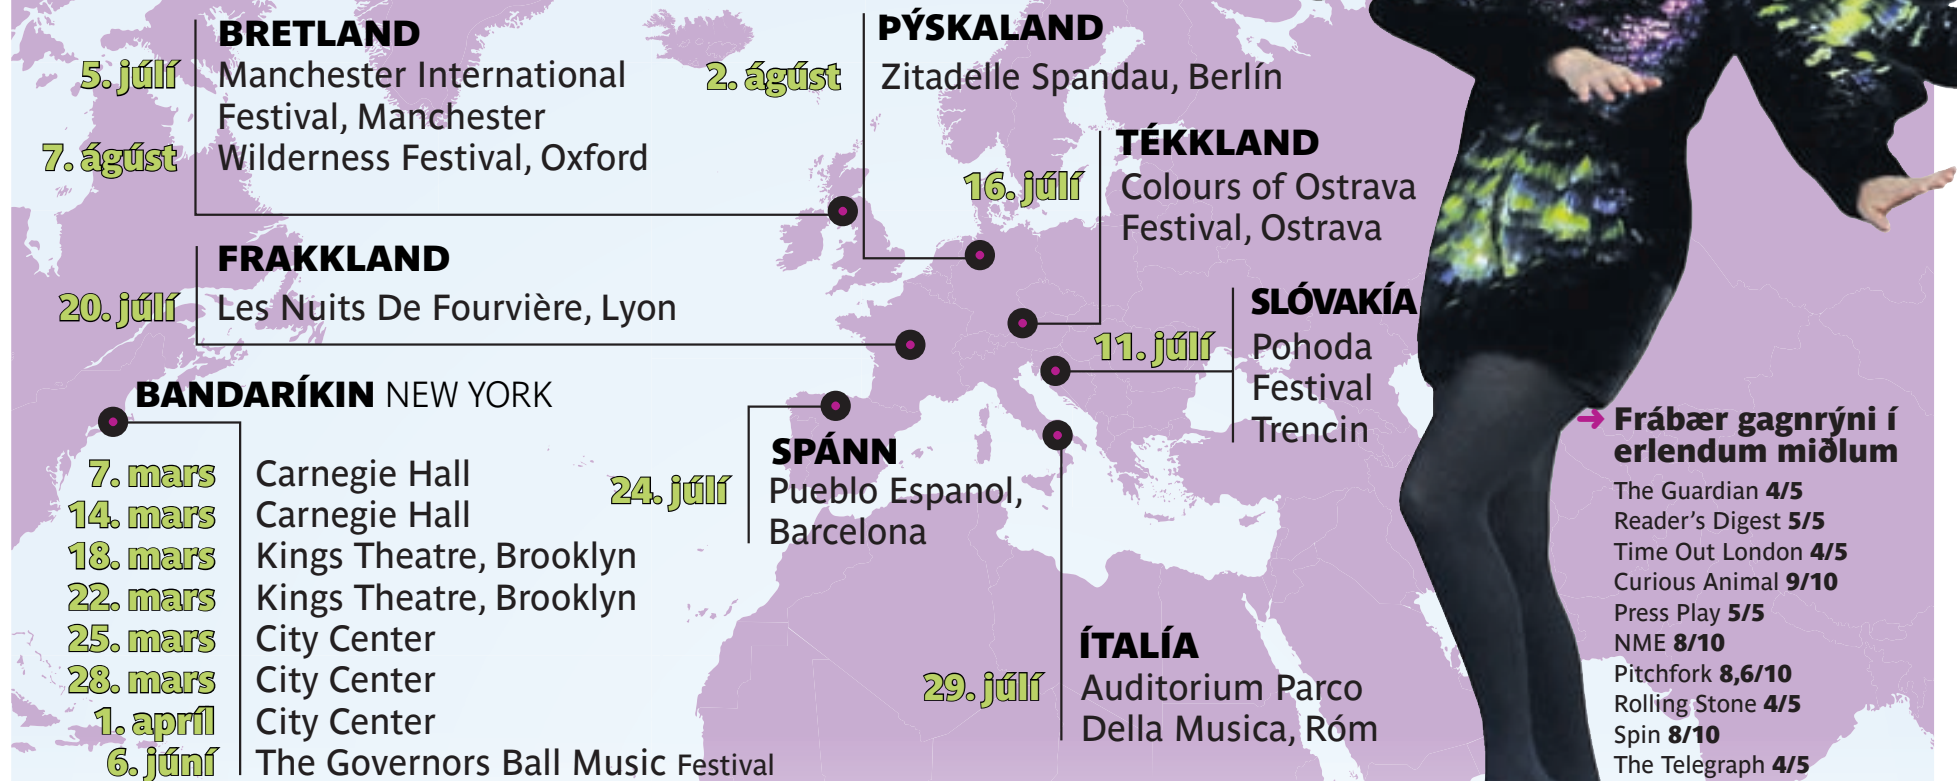 BRETLAND
5. júlí Manchester International
Festival, Manchester
7. ágúst Wilderness Festival, Oxford
ÞÝSKALAND
2. ágúst Zitadelle Spandau, Berlín
TÉKKLAND
16. júlí Colours of Ostrava
Festival, Ostrava
FRAKKLAND
20. júlí Les Nuits De Fourvière, Lyon
SLÓVAKÍA
11. júlí Pohoda
Festival
Trencin
BANDARÍKIN NEW YORK
7. mars Carnegie Hall
14. mars Carnegie Hall
18. mars Kings Theatre, Brooklyn
22. mars Kings Theatre, Brooklyn
25. mars City Center
28. mars City Center
1. apríl City Center
6. júní The Governors Ball Music Festival
SPÁNN
24. júlí Pueblo Espanol,
Barcelona
ÍTALÍA
29. júlí Auditorium Parco
Della Musica, Róm
→ Frábær gagnrýni í
erlendum miðlum
The Guardian 4/5
Reader’s Digest 5/5
Time Out London 4/5
Curious Animal 9/10
Press Play 5/5
NME 8/10
Pitchfork 8,6/10
Rolling Stone 4/5
Spin 8/10
The Telegraph 4/5